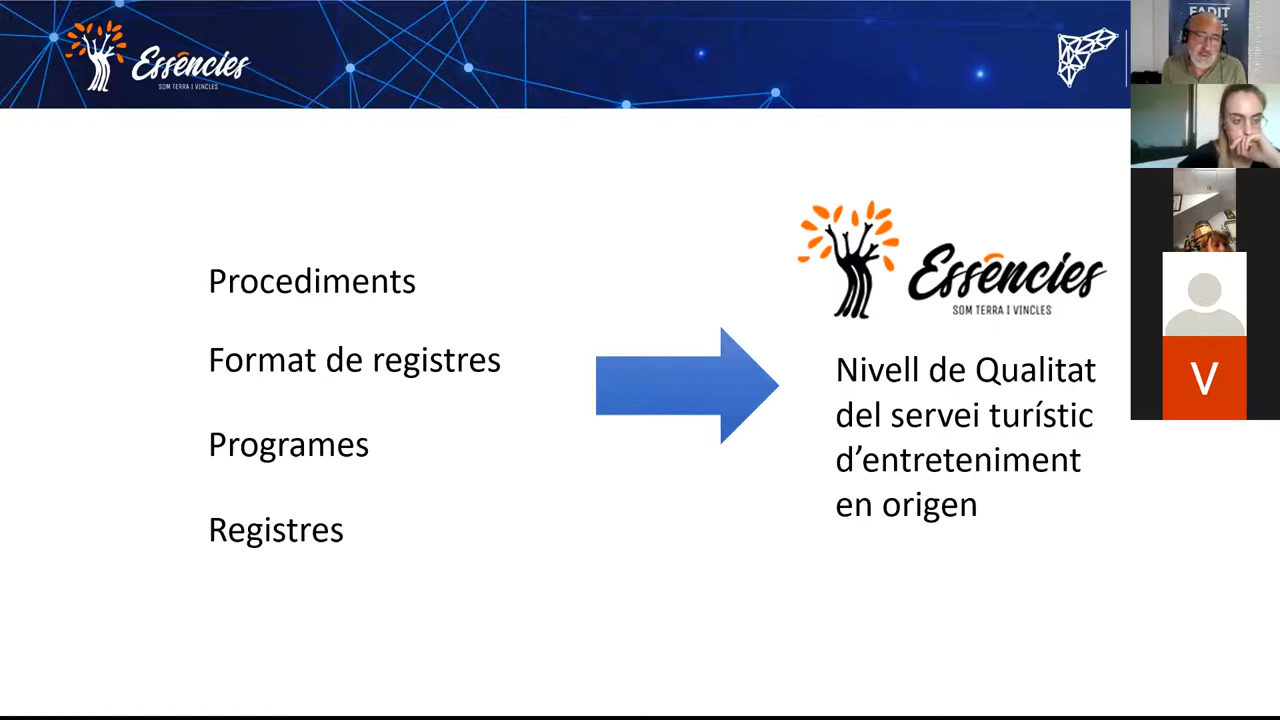 Essències
SOM TERRA I VINCLES
FADIT
Procediments
Format de registres
Programes
Registres
Essències
SOM TERRA I VINCLES
Nivell de Qualitat
del servei turístic
d’entreteniment
en origen
V